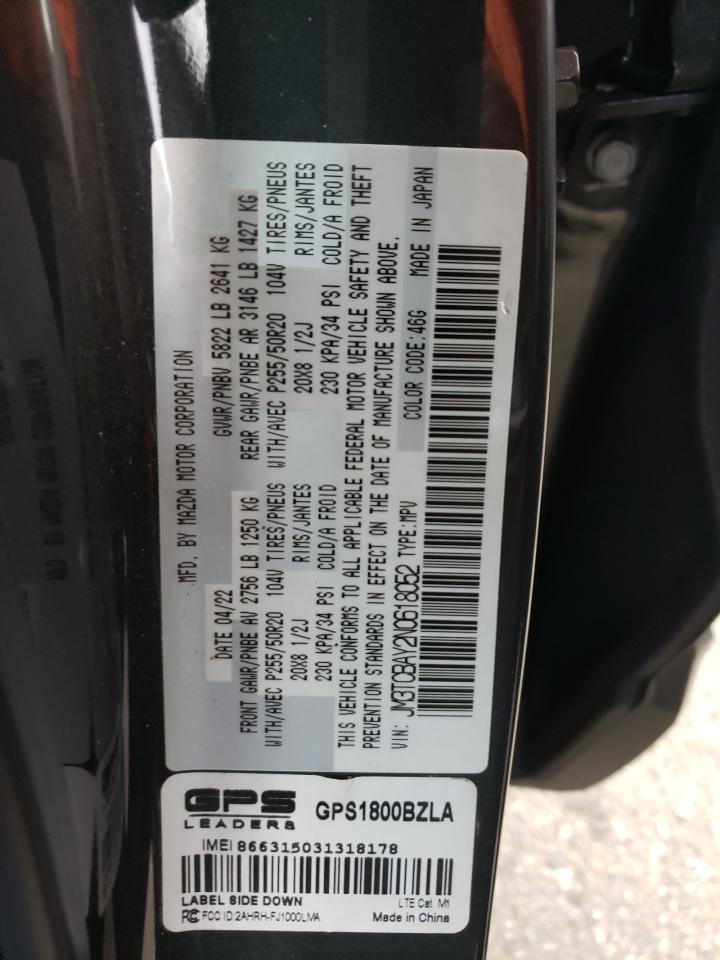 MFD. BY MAZDA MOTOR CORPORATION
DATE 04/22 GVWR/PNBV 5822 LB 2641 KG
FRONT GAWR/PNBE AV 2756 LB 1250 KG REAR GAWR/PNBE AR 3146 LB 1427 KG
WITH/AVEC P255/50R20 104V TIRES/PNEUS WITH/AVEC P255/50R20 104V TIRES/PNEUS
20X8 1/2J RIMS/JANTES 20X8 1/2J RIMS/JANTES
230 KPA/34 PSI COLD/A FROID 230 KPA/34 PSI COLD/A FROID
THIS VEHICLE CONFORMS TO ALL APPLICABLE FEDERAL MOTOR VEHICLE SAFETY AND THEFT
PREVENTION STANDARDS IN EFFECT ON THE DATE OF MANUFACTURE SHOWN ABOVE.
VIN: JM3TCBAY2N0618052 TYPE:MPV
COLOR CODE:46G MADE IN JAPAN
GPS LEADERS GPS1800BZLA
IMEI 866315031318178
LABEL SIDE DOWN LTE Cat. M1
FCC ID:2AHRH-FJ1000LMA Made in China